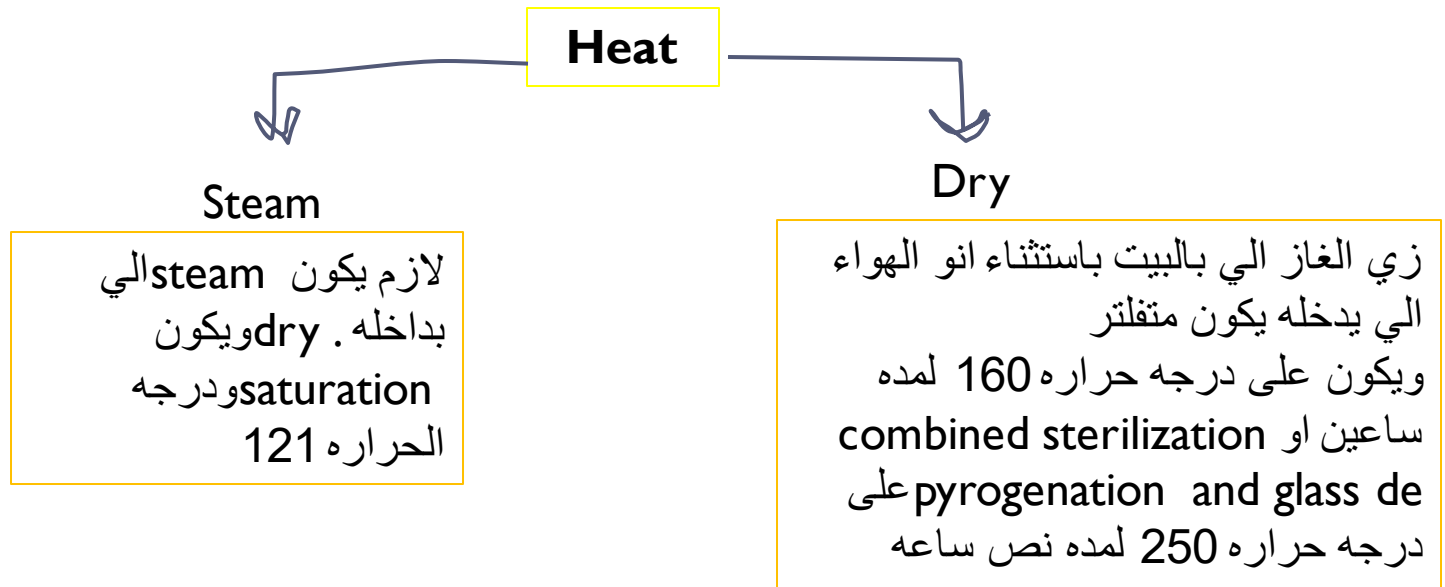 Heat
Steam
لازم يكون steamالي
بداخله . dryويكون
saturationودرجه
الحراره 121
Dry
زي الغاز الي بالبيت باستثناء انو الهواء
الي يدخله يكون متفلتر
ويكون على درجه حراره 160 لمده
ساعين او combined sterilization
pyrogenation and glass deعلى
درجه حراره 250 لمده نص ساعه